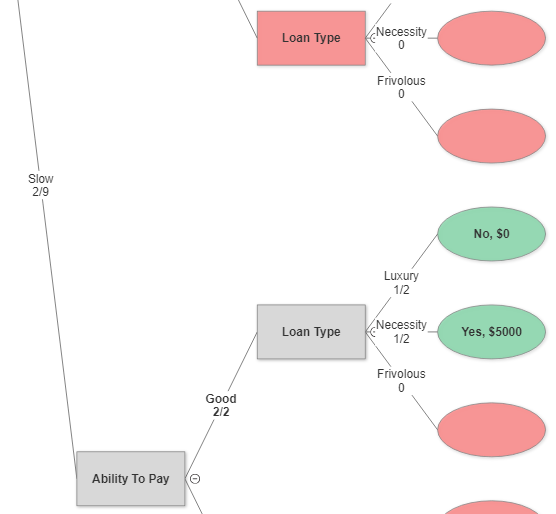 Loan Type
Necessity
0
Frivolous
0
Slow
2/9
No, $0
Luxury
1/2
Loan Type
Necessity
1/2
Yes, $5000
Frivolous
0
Good
2/2
Ability To Pay